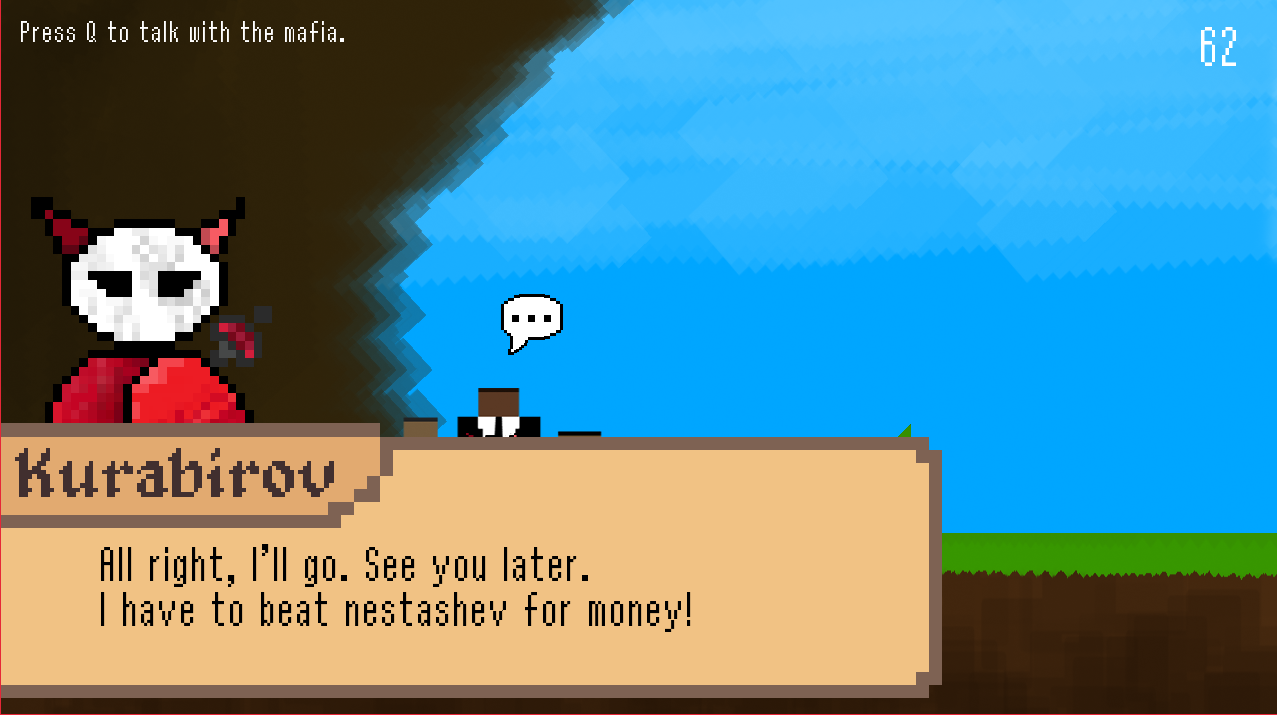 Press Q to talk with the mafia.
62
Kurabirov
All right, I'll go. See you later.
I have to beat nestashev for money!